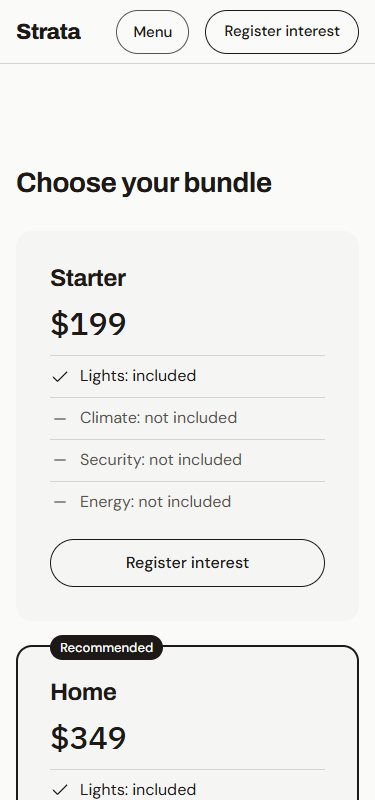 Strata
Menu
Register interest
Choose your bundle
Starter
$199
Lights: included
Climate: not included
Security: not included
Energy: not included
Register interest
Recommended
Home
$349
Lights: included